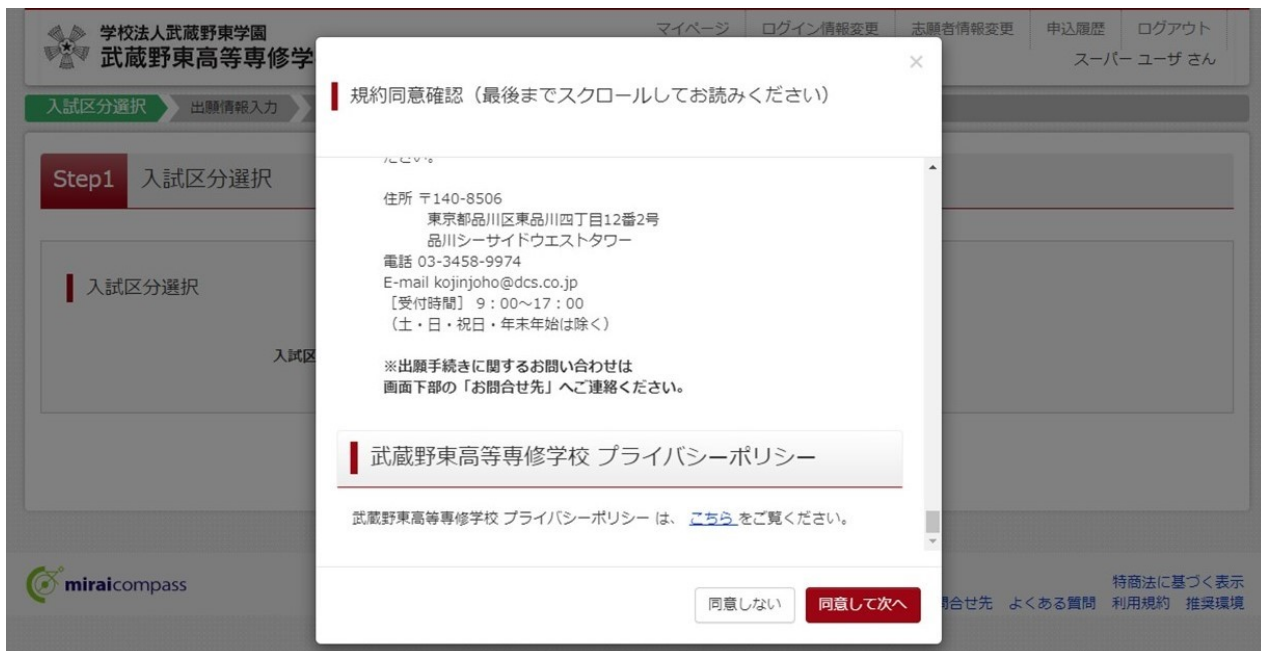 学校法人武蔵野東学園
武蔵野東高等専修学
マイページ ログイン情報変更 志願者情報変更 申込履歴 ログアウト
スーパー ユーザ さん
入試区分選択 出願情報入力
Step1 入試区分選択
入試区分選択
入試区
×
規約同意確認（最後までスクロールしてお読みください）
ださい。
住所 〒140-8506
東京都品川区東品川四丁目12番2号
品川シーサイドウエストタワー
電話 03-3458-9974
E-mail kojinjoho@dcs.co.jp
［受付時間］ 9：00～17：00
（土・日・祝日・年末年始は除く）
※出願手続きに関するお問い合わせは
画面下部の「お問合せ先」へご連絡ください。
武蔵野東高等専修学校 プライバシーポリシー
武蔵野東高等専修学校 プライバシーポリシー は、 こちら をご覧ください。
同意しない 同意して次へ
miraicompass
特商法に基づく表示
問合せ先 よくある質問 利用規約 推奨環境